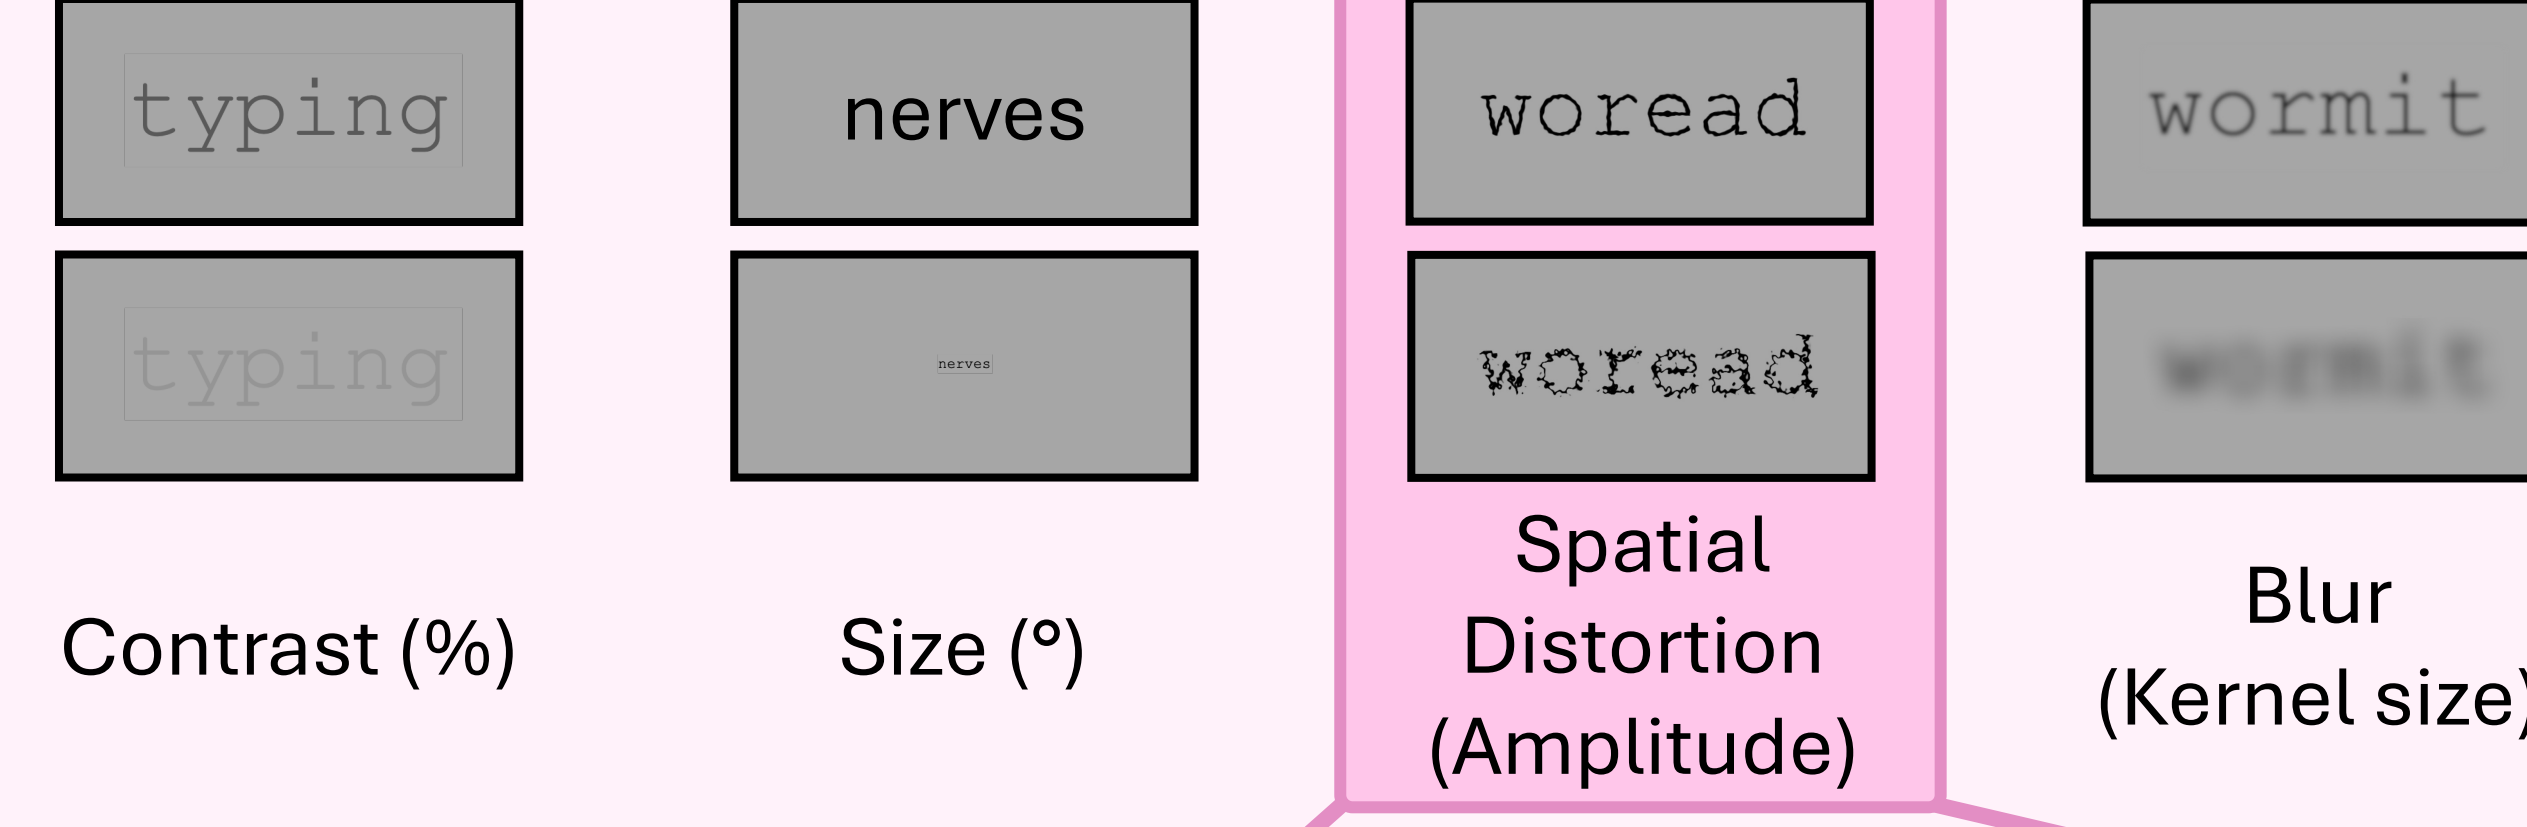 typing
nerves
woread
wormit
typing
nerves
woread
wormit
Contrast (%)
Size (°)
Spatial
Distortion
(Amplitude)
Blur
(Kernel size)